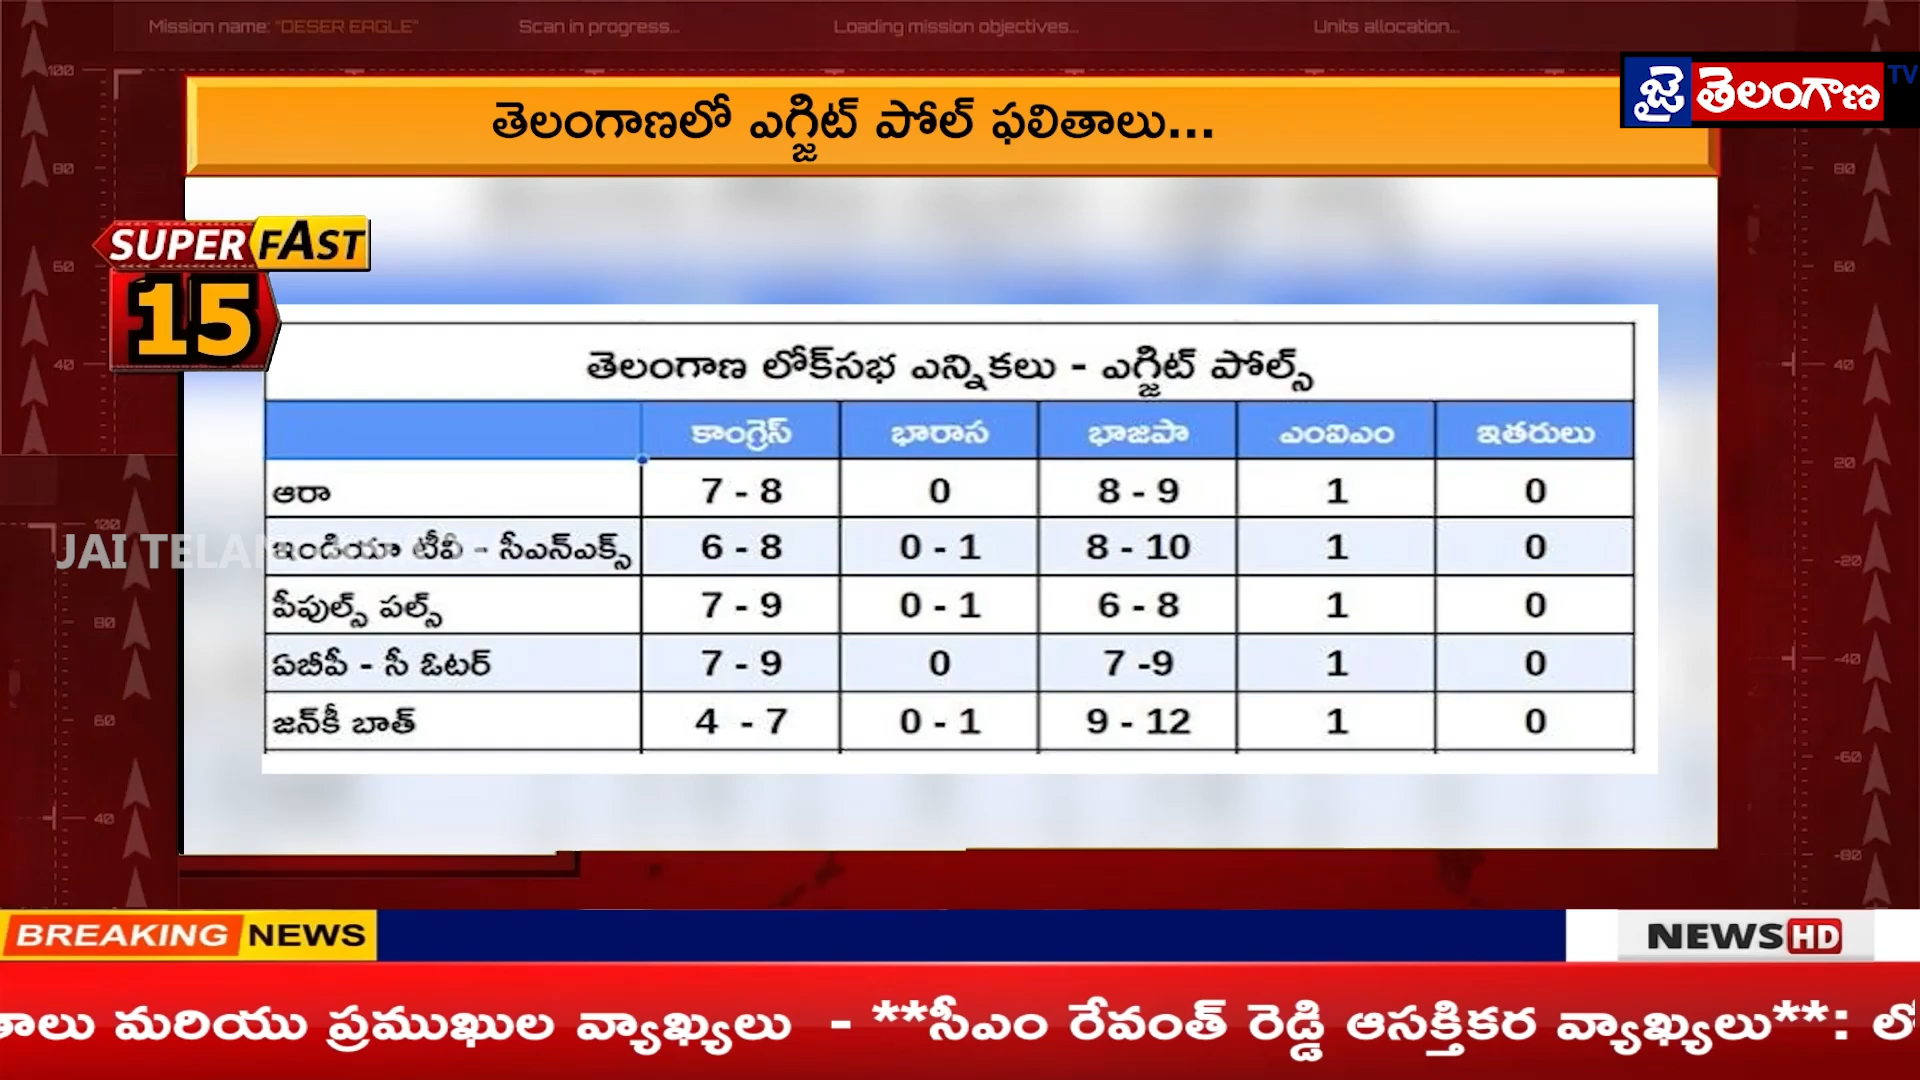 Mission name: "DESER EAGLE" Scan in progress... Loading mission objectives... Units allocation...
జై తెలంగాణ TV
తెలంగాణలో ఎగ్జిట్ పోల్ ఫలితాలు...
SUPER FAST
15
తెలంగాణ లోక్‌సభ ఎన్నికలు - ఎగ్జిట్ పోల్స్
కాంగ్రెస్ భారాస భాజపా ఎంఐఎం ఇతరులు
ఆరా 7 - 8 0 8 - 9 1 0
ఇండియా టీవీ - సీఎన్ఎక్స్ 6 - 8 0 - 1 8 - 10 1 0
పీపుల్స్ పల్స్ 7 - 9 0 - 1 6 - 8 1 0
ఏబీపీ - సీ ఓటర్ 7 - 9 0 7 -9 1 0
జన్‌కీ బాత్ 4 - 7 0 - 1 9 - 12 1 0
JAI
BREAKING NEWS
NEWS HD
మరియు ప్రముఖుల వ్యాఖ్యలు - **సీఎం రేవంత్ రెడ్డి ఆసక్తికర వ్యాఖ్యలు**: